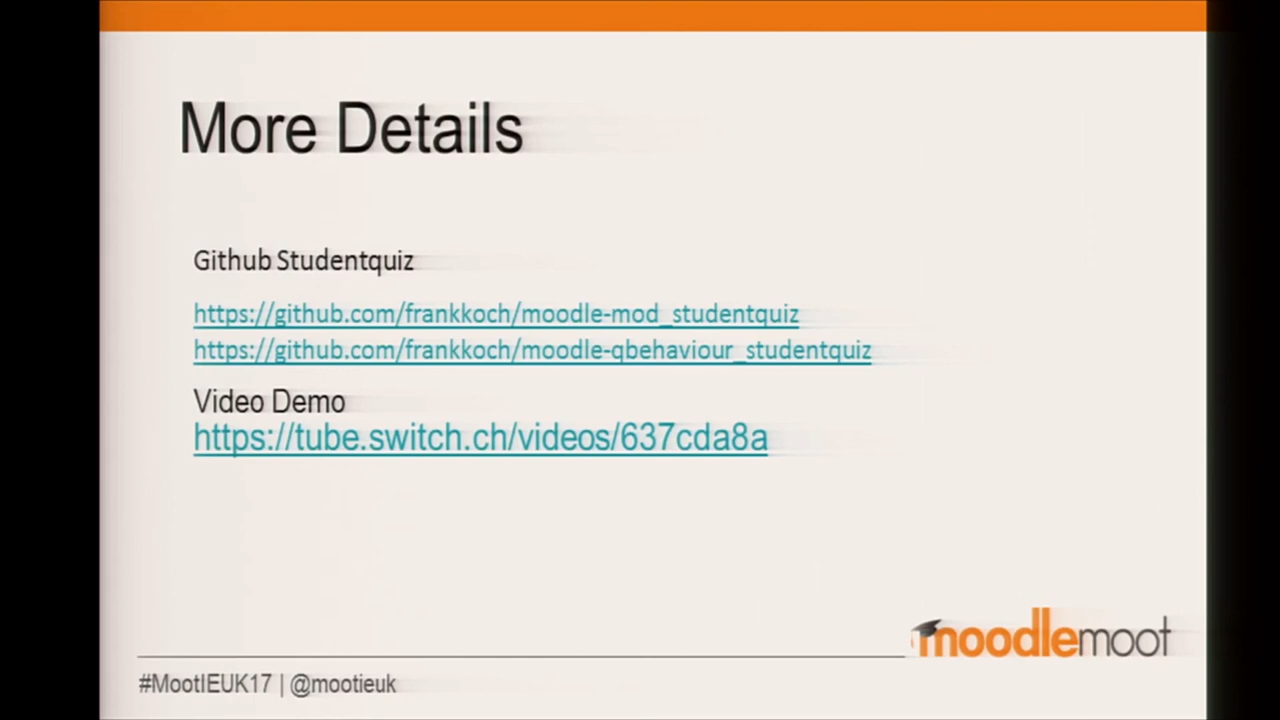 More Details
Github Studentquiz
https://github.com/frankkoch/moodle-mod_studentquiz
https://github.com/frankkoch/moodle-qbehaviour_studentquiz
Video Demo
https://tube.switch.ch/videos/637cda8a
moodlemoot
#MootIEUK17 | @mootieuk